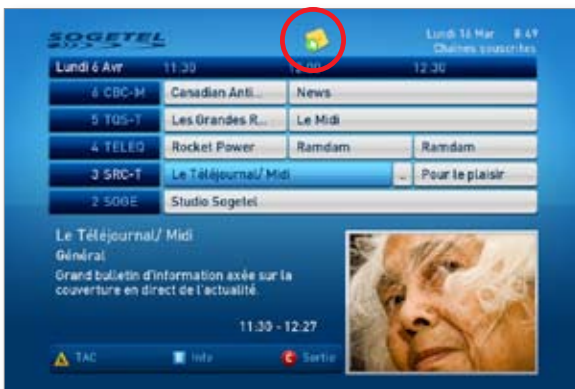 SOGETEL
Lundi 16 Mar 8:49
Chaînes souscrites
Lundi 6 Avr 11:30 12:00 12:30
6 CBC-M Canadian Anti... News
5 TQS-T Les Grandes R... Le Midi
4 TELEQ Rocket Power Ramdam Ramdam
3 SRC-T Le Téléjournal/ Midi ... Pour le plaisir
2 SOGE Studio Sogetel
Le Téléjournal/ Midi
Général
Grand bulletin d'information axée sur la
couverture en direct de l'actualité.
11:30 - 12:27
A TAC Info C Sortie